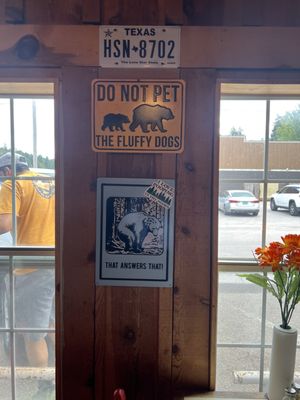 TEXAS
HSN 8702
The Lone Star State
DO NOT PET
THE FLUFFY DOGS
THAT ANSWERS THAT!